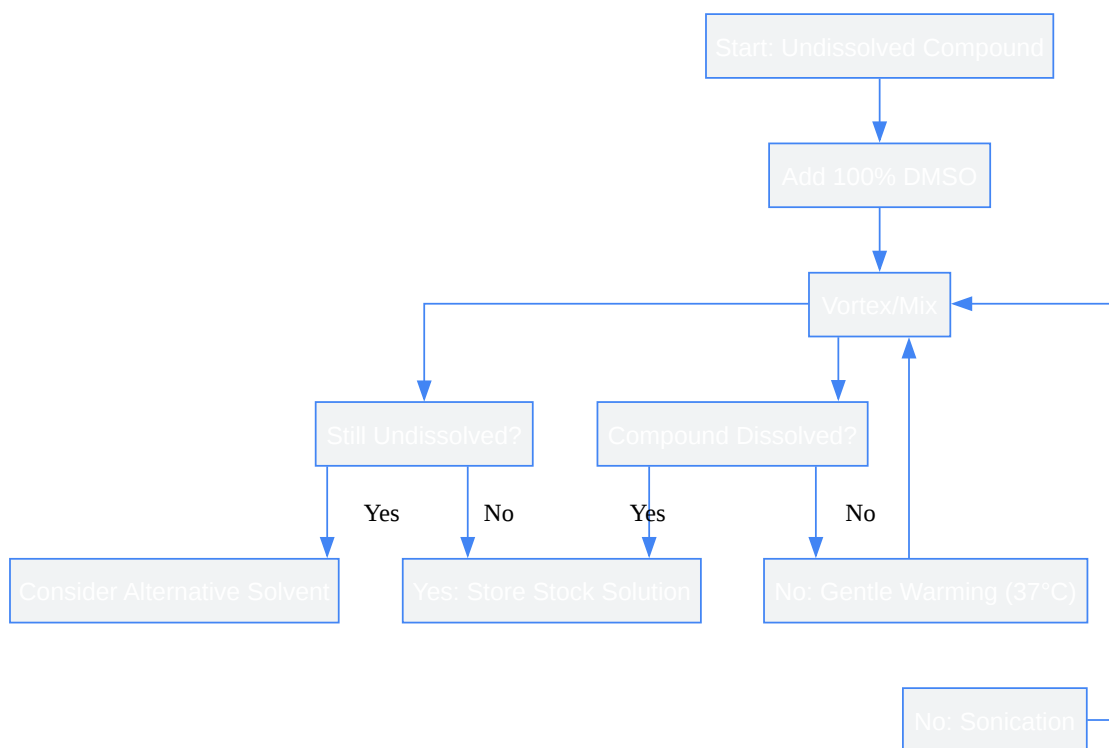 Start: Undissolved Compound
Add 100% DMSO
Vortex/Mix
Still Undissolved?
Compound Dissolved?
Yes
No
Yes
No
Consider Alternative Solvent
Yes: Store Stock Solution
No: Gentle Warming (37°C)
No: Sonication